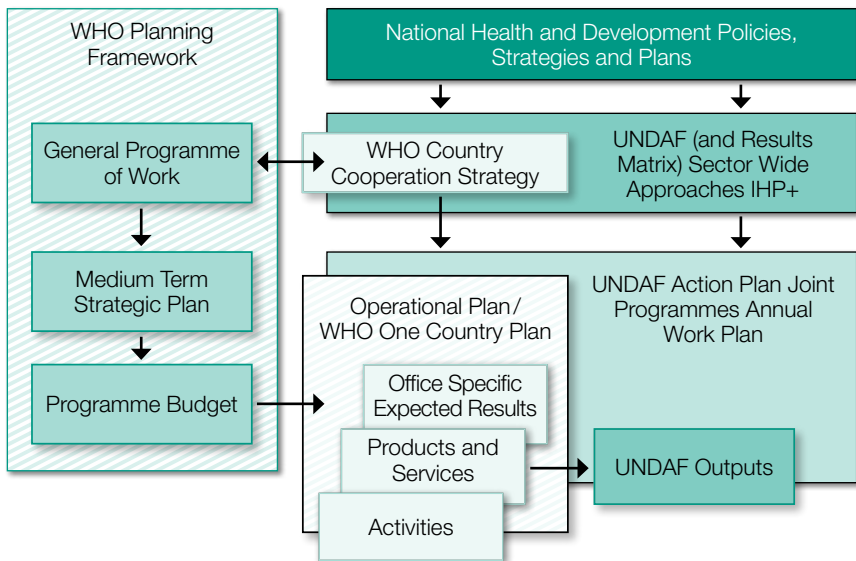 WHO Planning
Framework
General Programme
of Work
Medium Term
Strategic Plan
Programme Budget
National Health and Development Policies,
Strategies and Plans
WHO Country
Cooperation Strategy
UNDAF (and Results
Matrix) Sector Wide
Approaches IHP+
Operational Plan /
WHO One Country Plan
Office Specific
Expected Results
Products and
Services
Activities
UNDAF Action Plan Joint
Programmes Annual
Work Plan
UNDAF Outputs